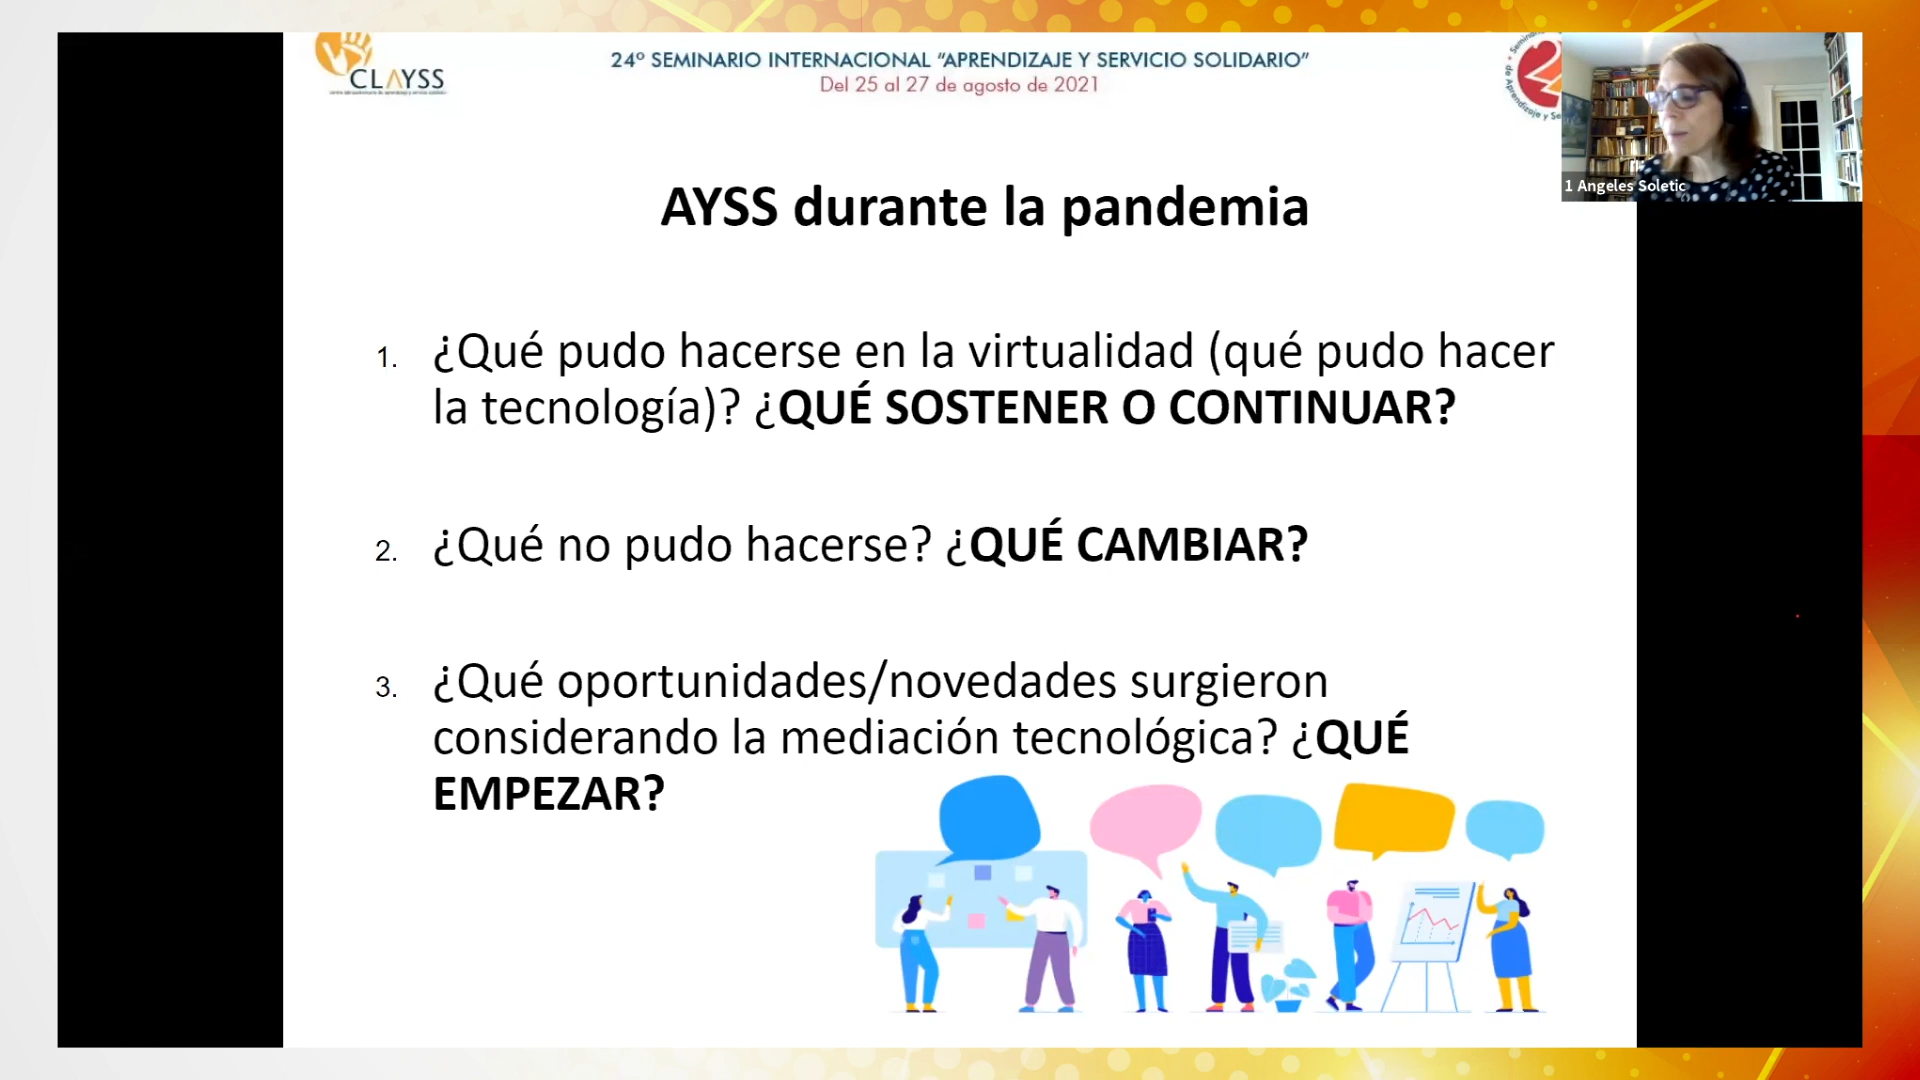 CLAYSS
24º SEMINARIO INTERNACIONAL “APRENDIZAJE Y SERVICIO SOLIDARIO”
Del 25 al 27 de agosto de 2021
1 Angeles Soletic
AYSS durante la pandemia
1. ¿Qué pudo hacerse en la virtualidad (qué pudo hacer
la tecnología)? ¿QUÉ SOSTENER O CONTINUAR?
2. ¿Qué no pudo hacerse? ¿QUÉ CAMBIAR?
3. ¿Qué oportunidades/novedades surgieron
considerando la mediación tecnológica? ¿QUÉ
EMPEZAR?